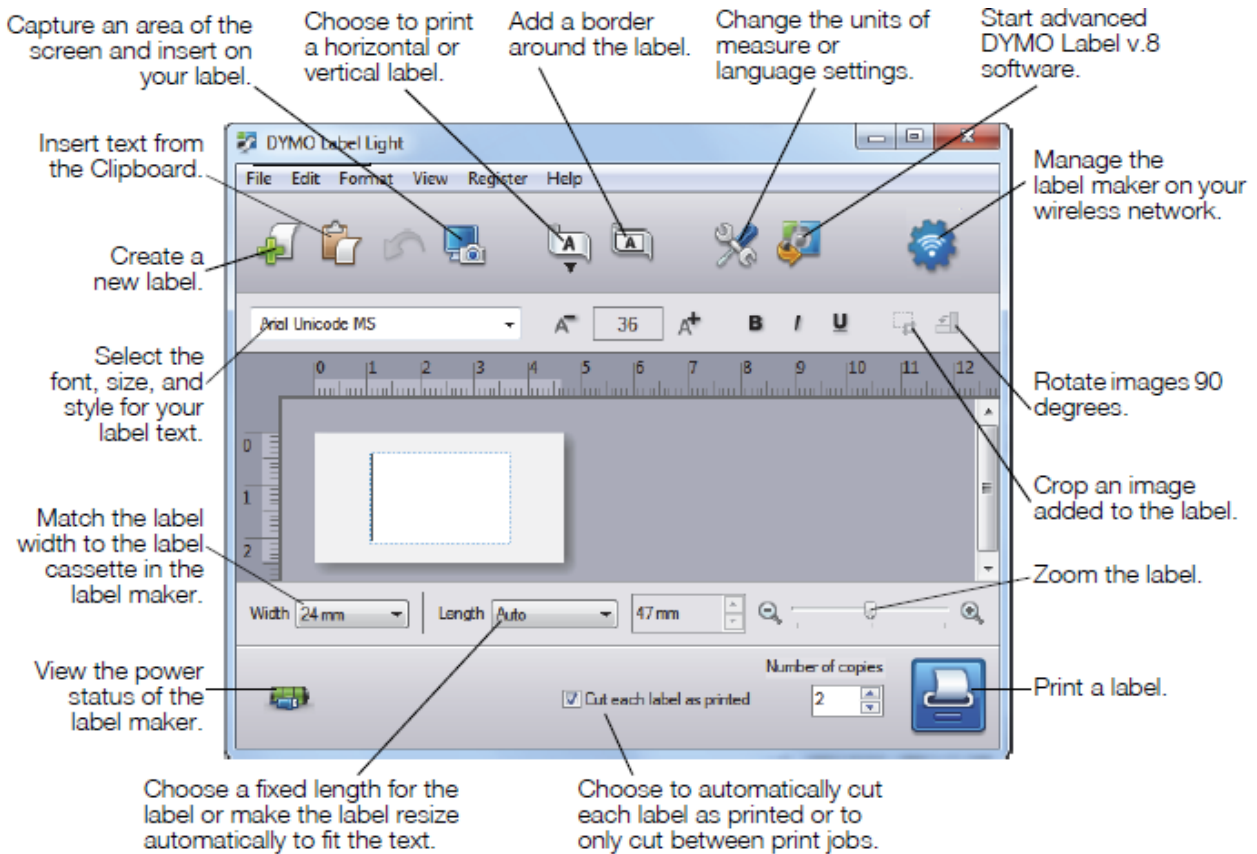 Capture an area of the
screen and insert on
your label.
Choose to print
a horizontal or
vertical label.
Add a border
around the label.
Change the units of
measure or
language settings.
Start advanced
DYMO Label v.8
software.
Insert text from
the Clipboard.
Create a
new label.
Select the
font, size, and
style for your
label text.
Match the label
width to the label
cassette in the
label maker.
View the power
status of the
label maker.
DYMO Label Light
File Edit Format View Register Help
A A
Arial Unicode MS A 36 A B I U
0 1 2 3 4 5 6 7 8 9 10 11 12
0
1
2
Width 24 mm Length Auto 47 mm
Number of copies
Cut each label as printed 2
Manage the
label maker on your
wireless network.
Rotate images 90
degrees.
Crop an image
added to the label.
Zoom the label.
Print a label.
Choose a fixed length for the
label or make the label resize
automatically to fit the text.
Choose to automatically cut
each label as printed or to
only cut between print jobs.